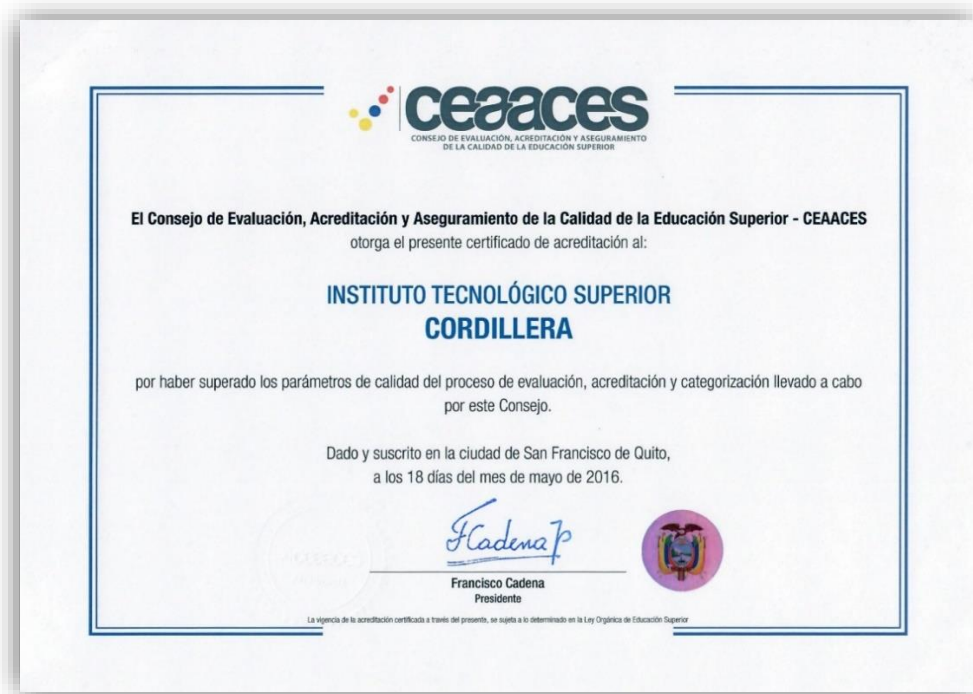 ceaaces
CONSEJO DE EVALUACIÓN, ACREDITACIÓN Y ASEGURAMIENTO
DE LA CALIDAD DE LA EDUCACIÓN SUPERIOR
El Consejo de Evaluación, Acreditación y Aseguramiento de la Calidad de la Educación Superior - CEAACES
otorga el presente certificado de acreditación al:
INSTITUTO TECNOLÓGICO SUPERIOR
CORDILLERA
por haber superado los parámetros de calidad del proceso de evaluación, acreditación y categorización llevado a cabo
por este Consejo.
Dado y suscrito en la ciudad de San Francisco de Quito,
a los 18 días del mes de mayo de 2016.
FCadena P
Francisco Cadena
Presidente
La vigencia de la acreditación certificada a través del presente, se sujeta a lo determinado en la Ley Orgánica de Educación Superior